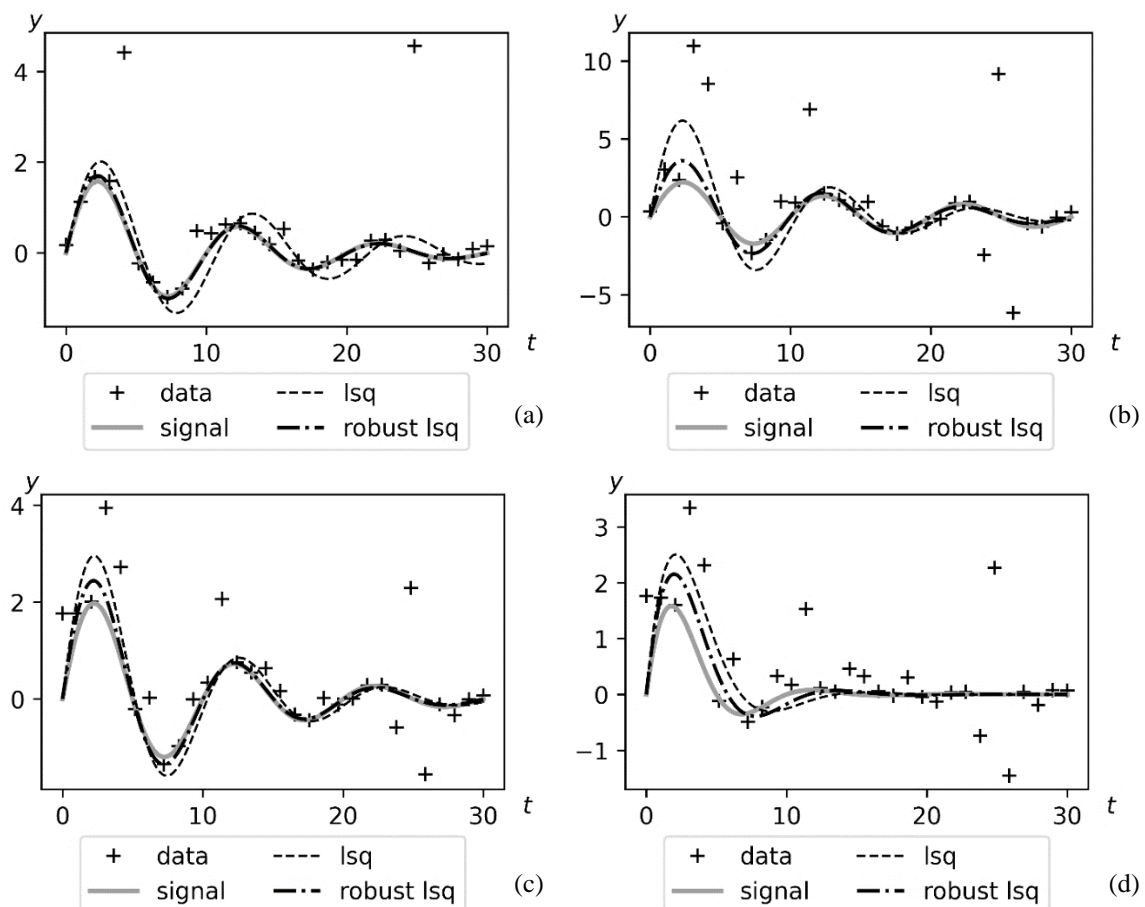 y
4
2
0
0 10 20 30 t
data lsq
signal robust lsq
(a)
y
10
5
0
−5
0 10 20 30 t
data lsq
signal robust lsq
(b)
y
4
2
0
0 10 20 30 t
data lsq
signal robust lsq
(c)
y
3
2
1
0
−1
0 10 20 30 t
data lsq
signal robust lsq
(d)